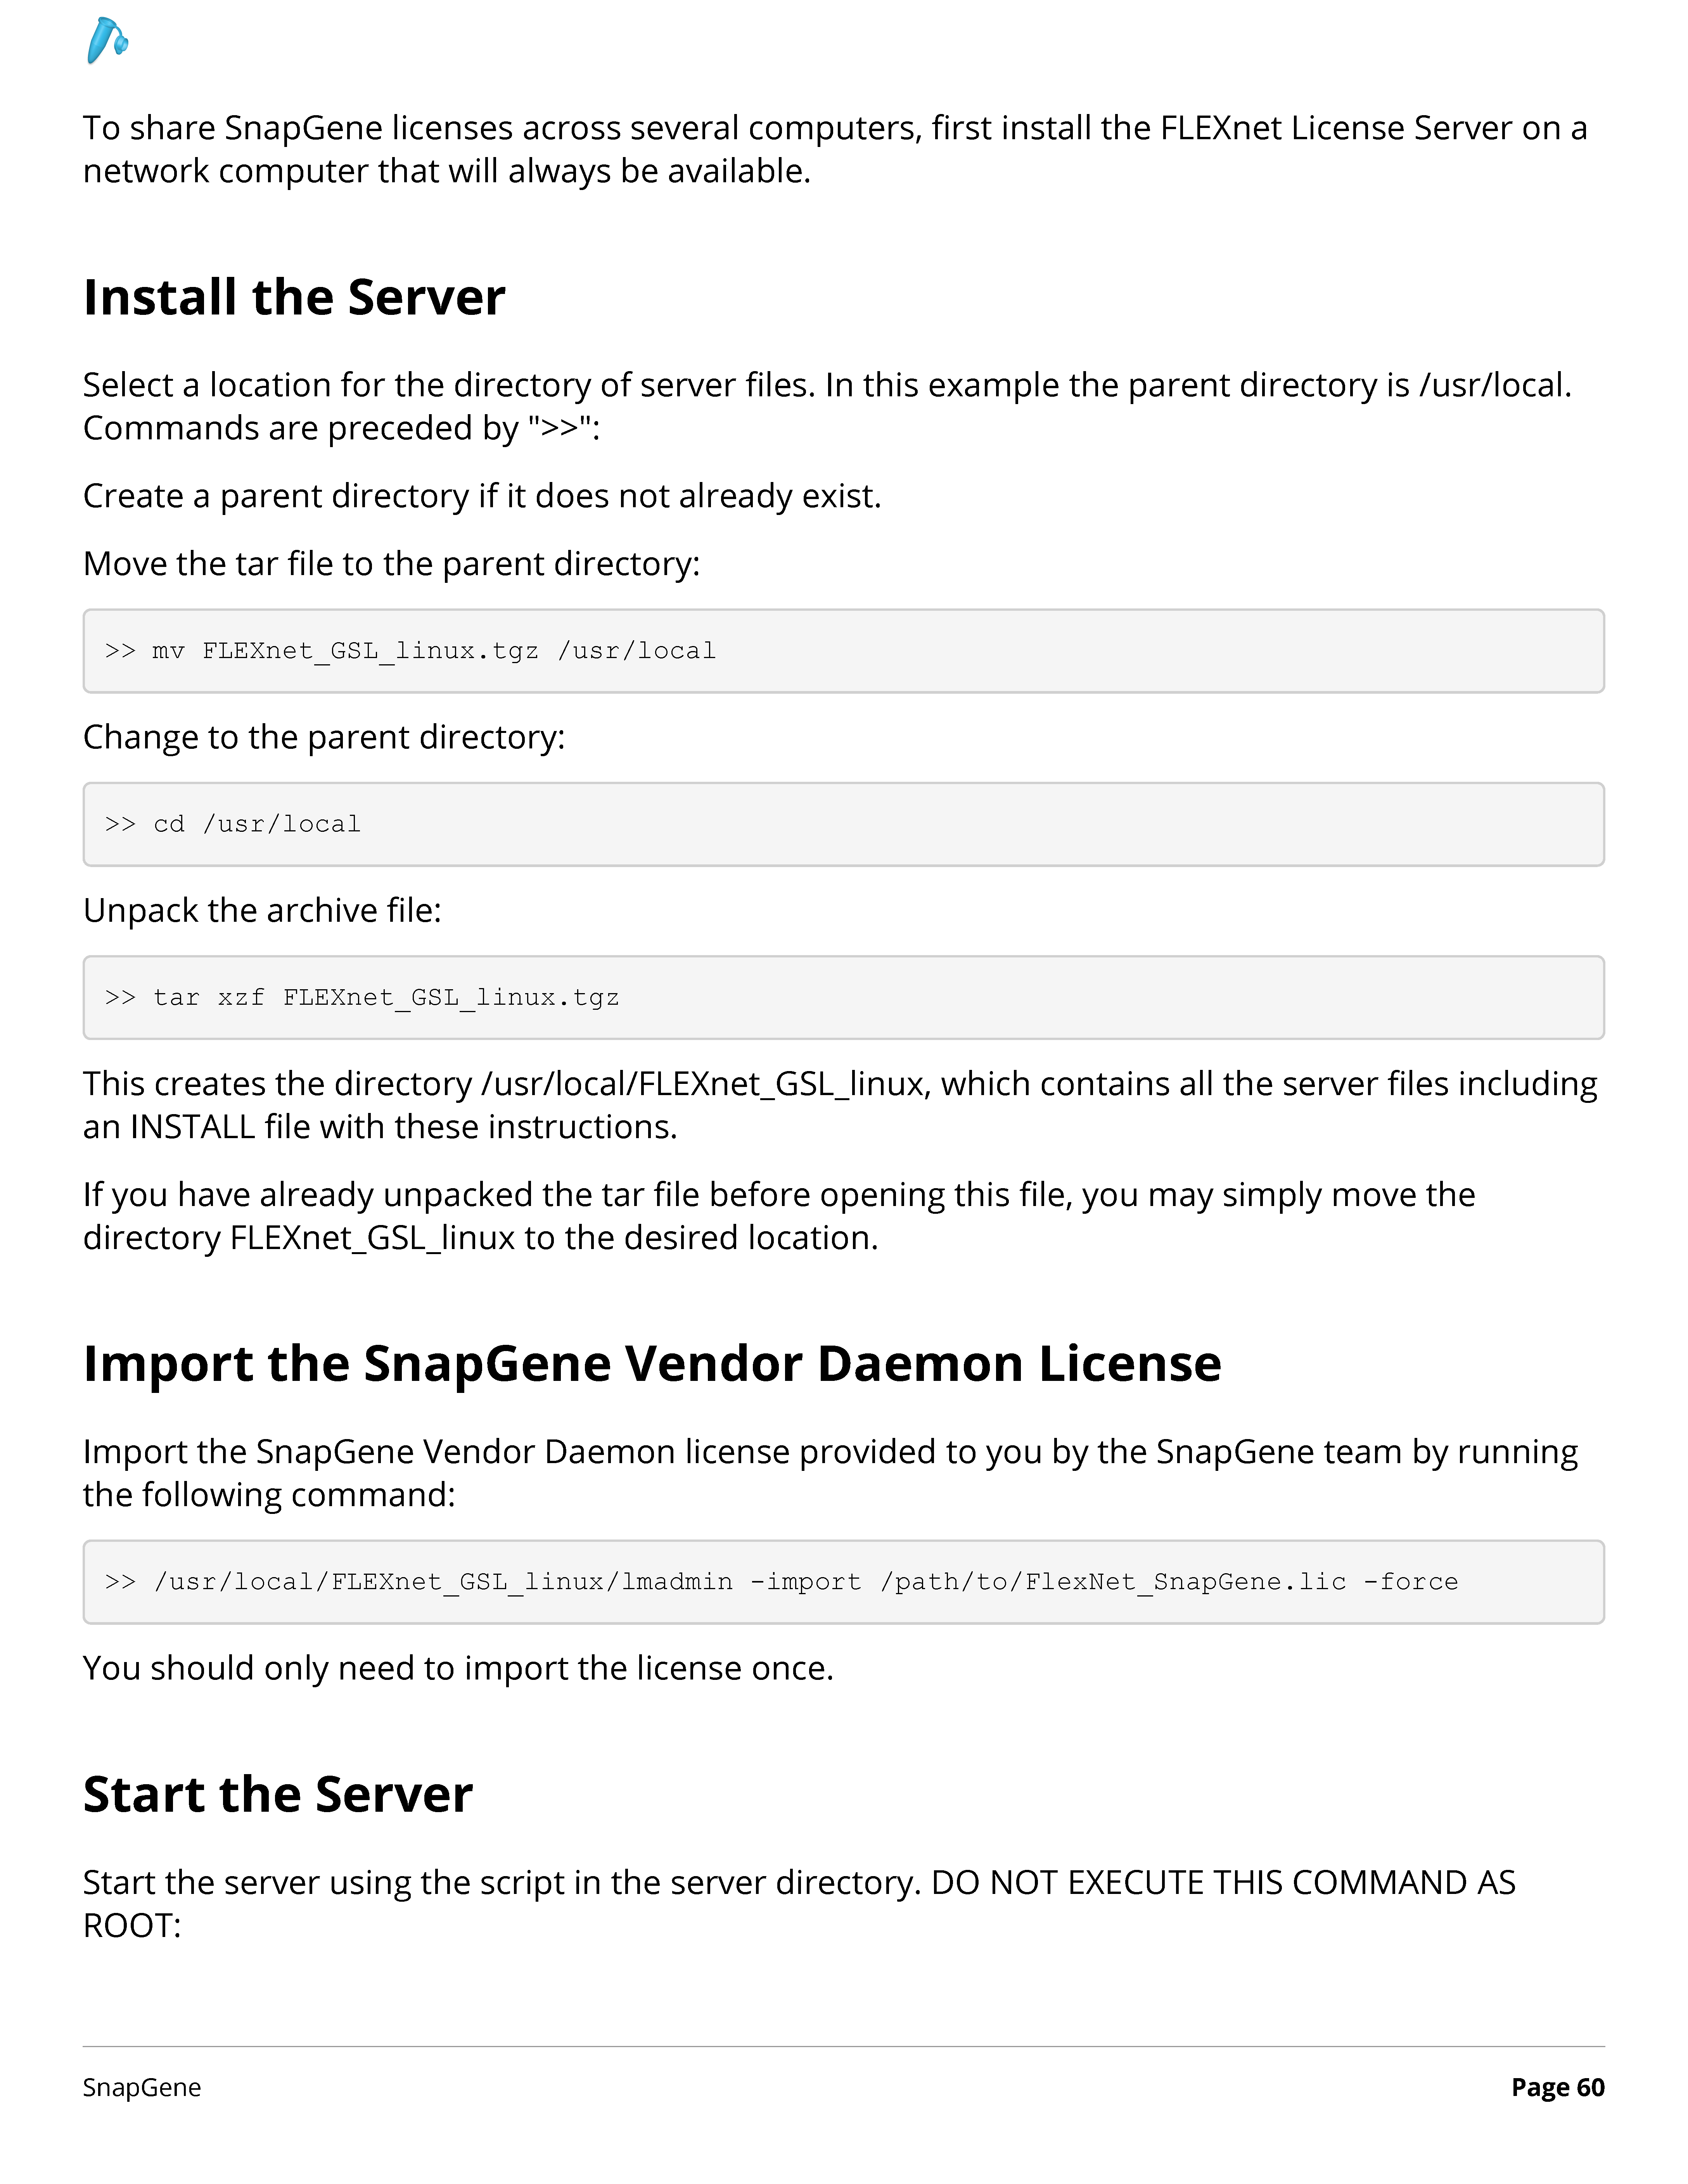 To share SnapGene licenses across several computers, first install the FLEXnet License Server on a
network computer that will always be available.
Install the Server
Select a location for the directory of server files. In this example the parent directory is /usr/local.
Commands are preceded by ">>":
Create a parent directory if it does not already exist.
Move the tar file to the parent directory:
>> mv FLEXnet_GSL_linux.tgz /usr/local
Change to the parent directory:
>> cd /usr/local
Unpack the archive file:
>> tar xzf FLEXnet_GSL_linux.tgz
This creates the directory /usr/local/FLEXnet_GSL_linux, which contains all the server files including
an INSTALL file with these instructions.
If you have already unpacked the tar file before opening this file, you may simply move the
directory FLEXnet_GSL_linux to the desired location.
Import the SnapGene Vendor Daemon License
Import the SnapGene Vendor Daemon license provided to you by the SnapGene team by running
the following command:
>> /usr/local/FLEXnet_GSL_linux/lmadmin -import /path/to/FlexNet_SnapGene.lic -force
You should only need to import the license once.
Start the Server
Start the server using the script in the server directory. DO NOT EXECUTE THIS COMMAND AS
ROOT:
SnapGene
Page 60